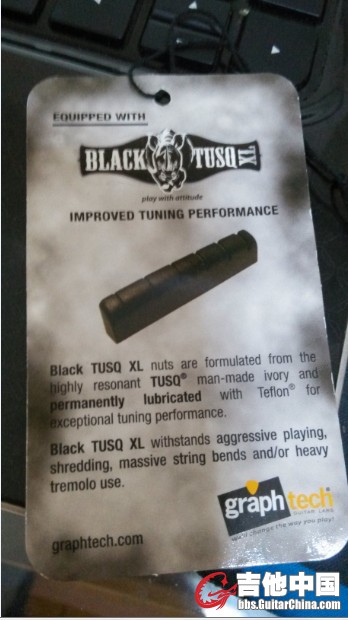 EQUIPPED WITH
BLACK TUSQ XL
play with attitude
IMPROVED TUNING PERFORMANCE
Black TUSQ XL nuts are formulated from the
highly resonant TUSQ® man-made ivory and
permanently lubricated with Teflon® for
exceptional tuning performance.
Black TUSQ XL withstands aggressive playing,
shredding, massive string bends and/or heavy
tremolo use.
graphtech
GUITAR LABS
we'll change the way you play!
graphtech.com
吉他中国
bbs.GuitarChina.com